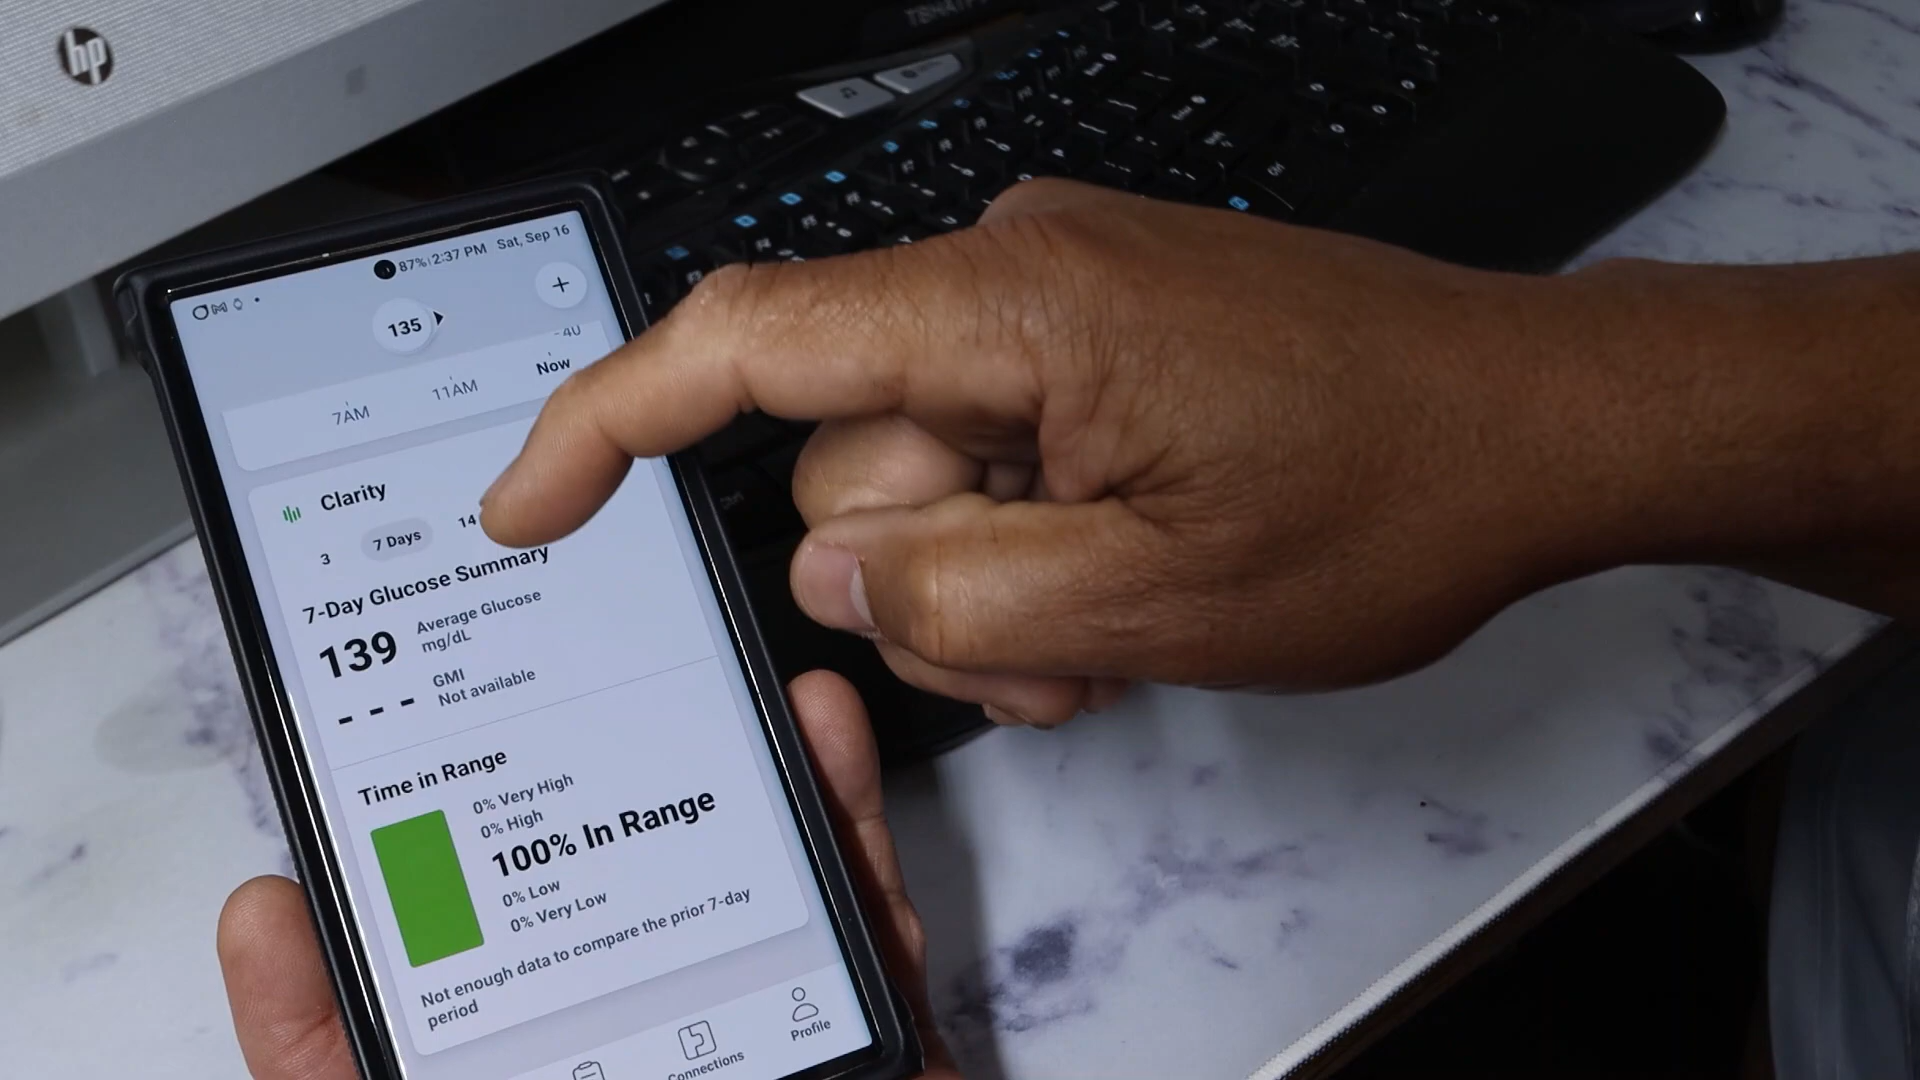 hp
87% 2:37 PM Sat, Sep 16
135
40
7AM 11AM Now
Clarity
3 7 Days 14
7-Day Glucose Summary
139 Average Glucose
mg/dL
--- GMI
Not available
Time in Range
0% Very High
0% High
100% In Range
0% Low
0% Very Low
Not enough data to compare the prior 7-day
period
Connections
Profile